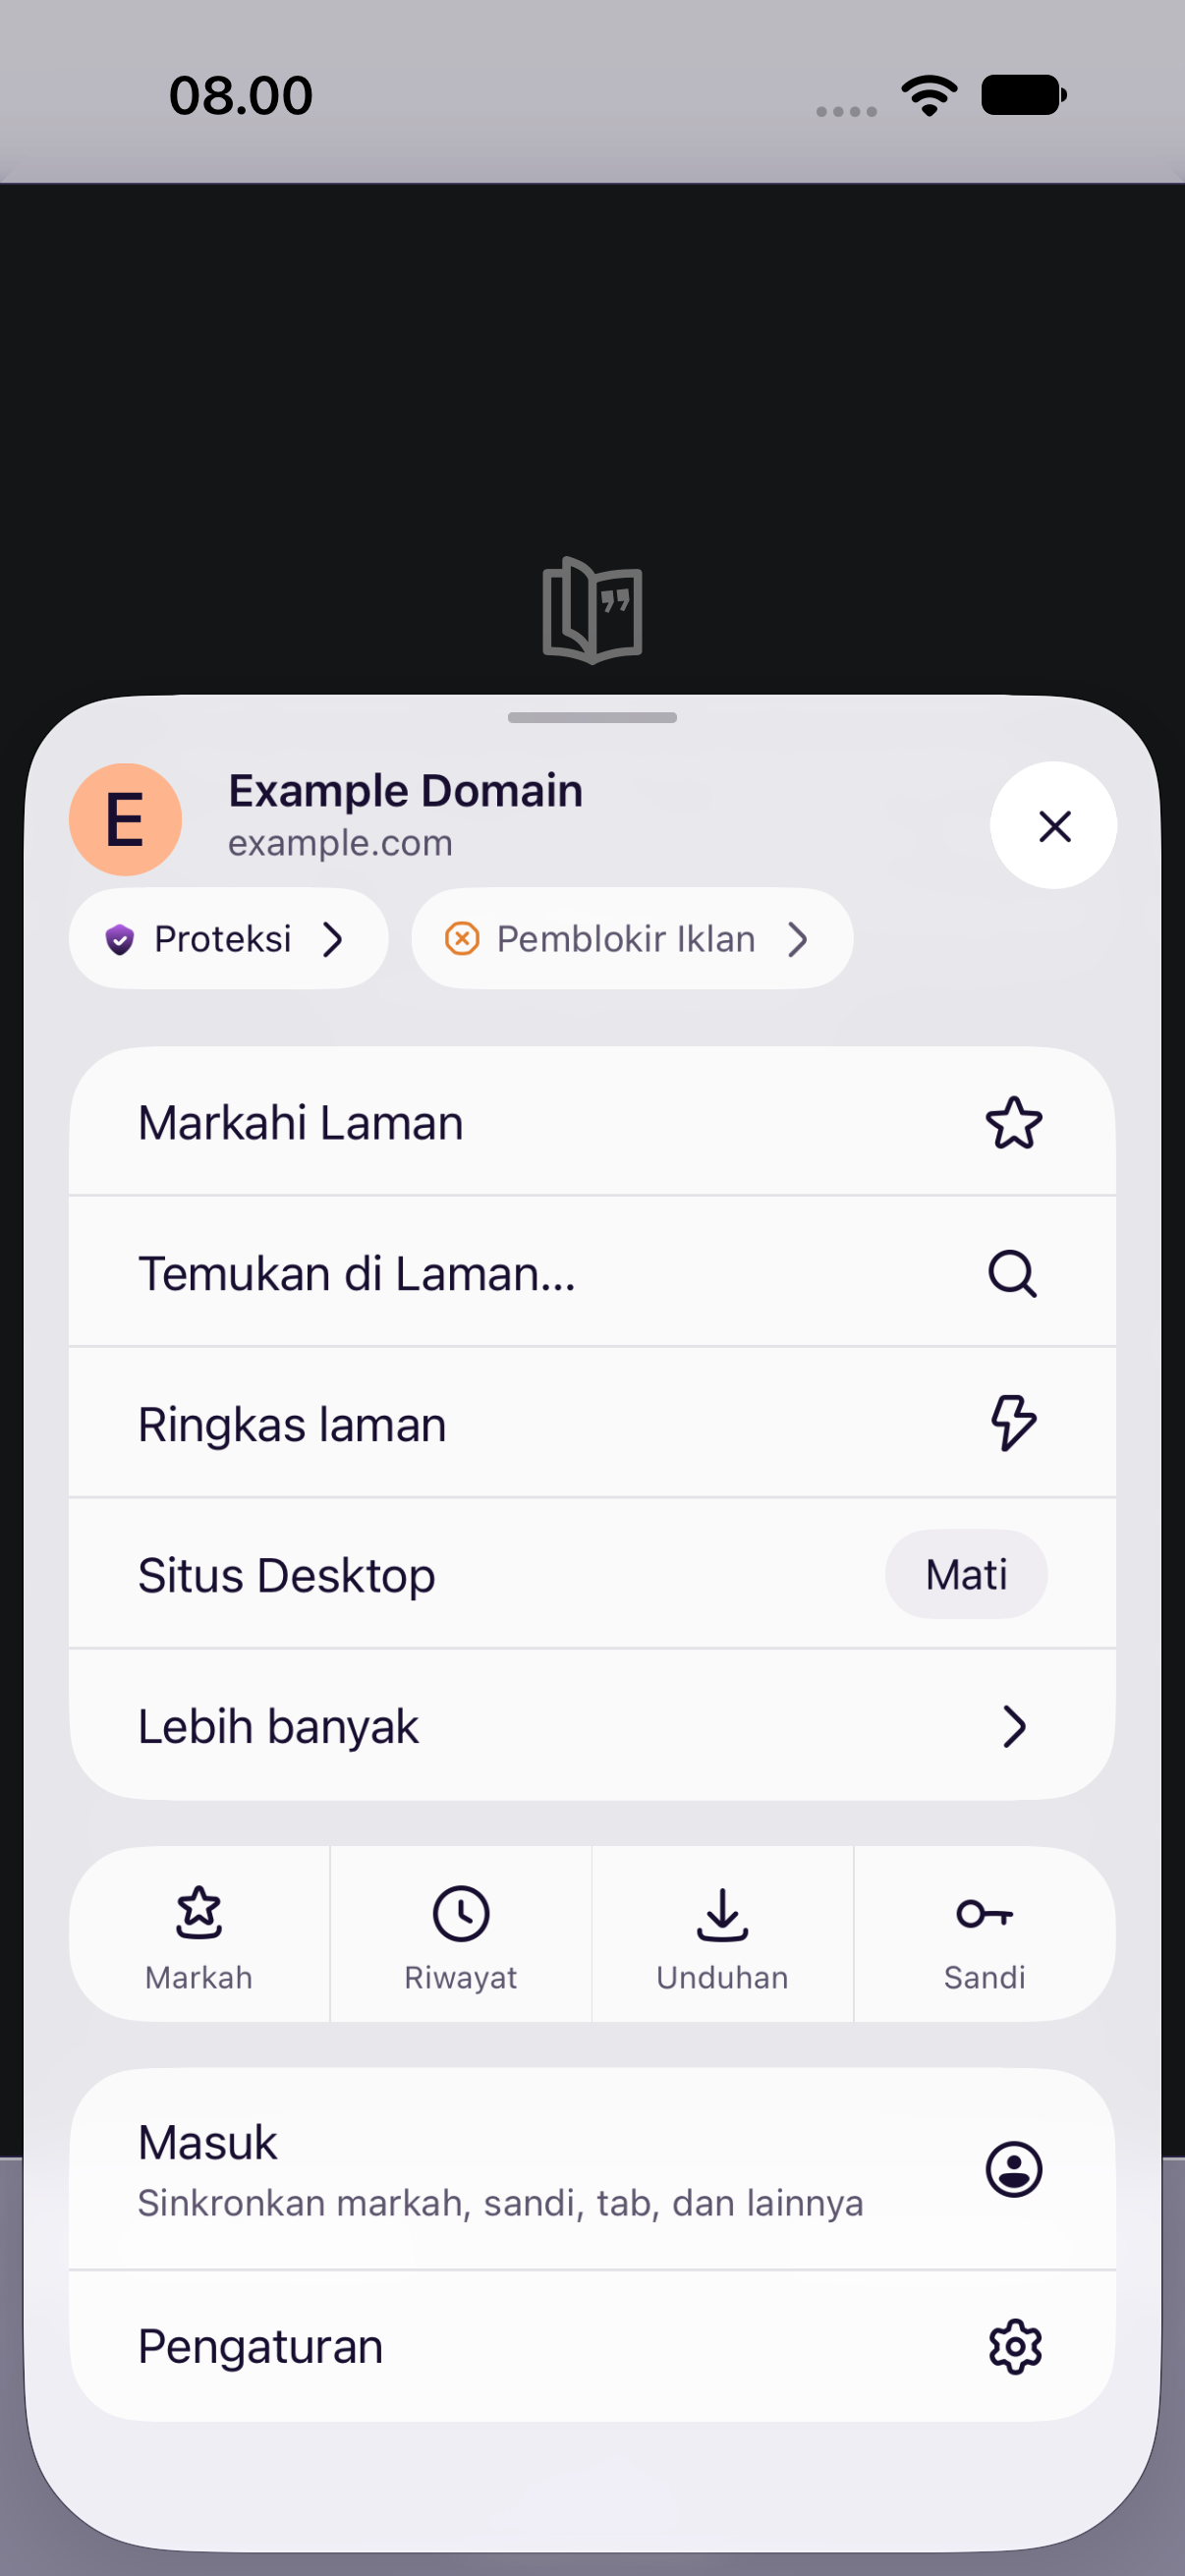 08.00
E
Example Domain
example.com
Proteksi
Pemblokir Iklan
Markahi Laman
Temukan di Laman...
Ringkas laman
Situs Desktop
Mati
Lebih banyak
Markah
Riwayat
Unduhan
Sandi
Masuk
Sinkronkan markah, sandi, tab, dan lainnya
Pengaturan